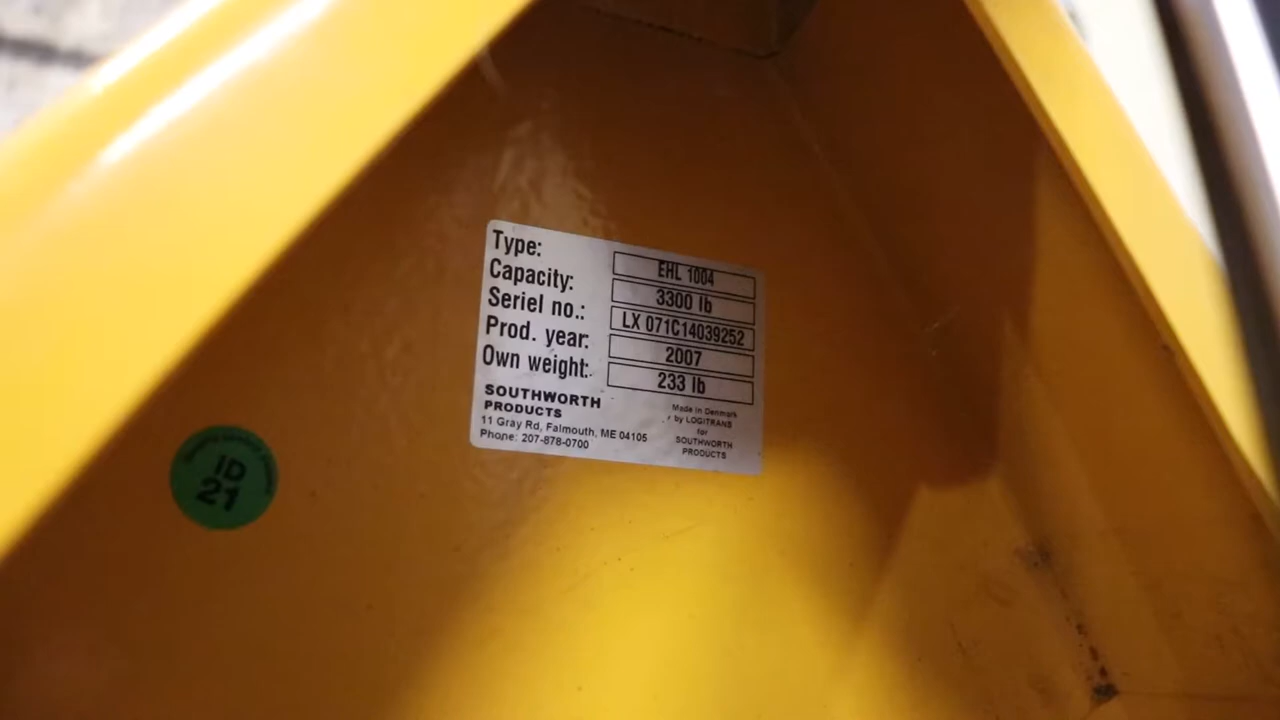 Type: EHL 1004
Capacity: 3300 lb
Seriel no.: LX 071C14039252
Prod. year: 2007
Own weight: 233 lb
SOUTHWORTH
PRODUCTS
11 Gray Rd, Falmouth, ME 04105
Phone: 207-878-0700
Made in Denmark
by LOGITRANS
for
SOUTHWORTH
PRODUCTS
ID
21